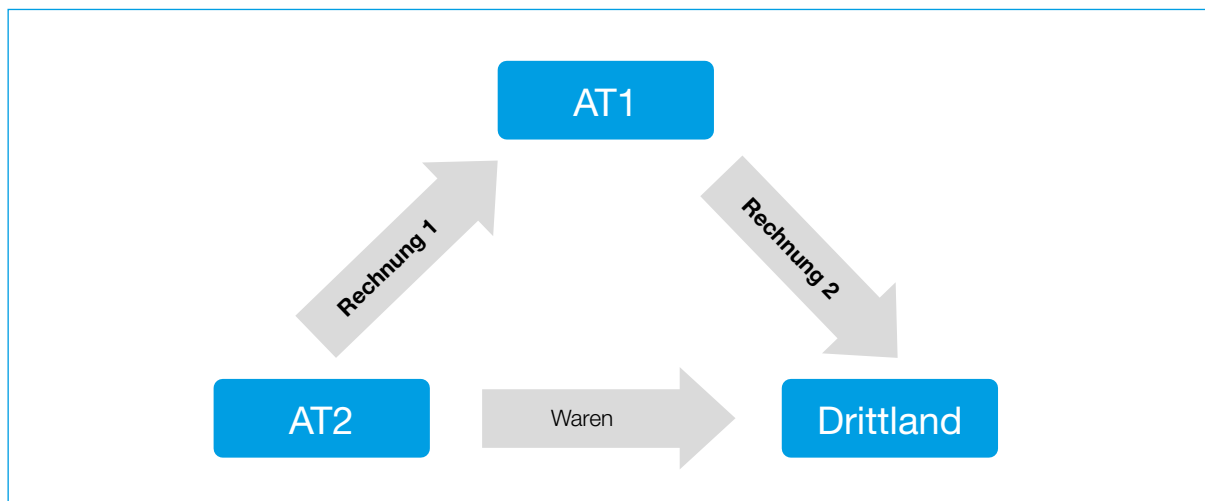 AT1
Rechnung 1
Rechnung 2
AT2
Waren
Drittland